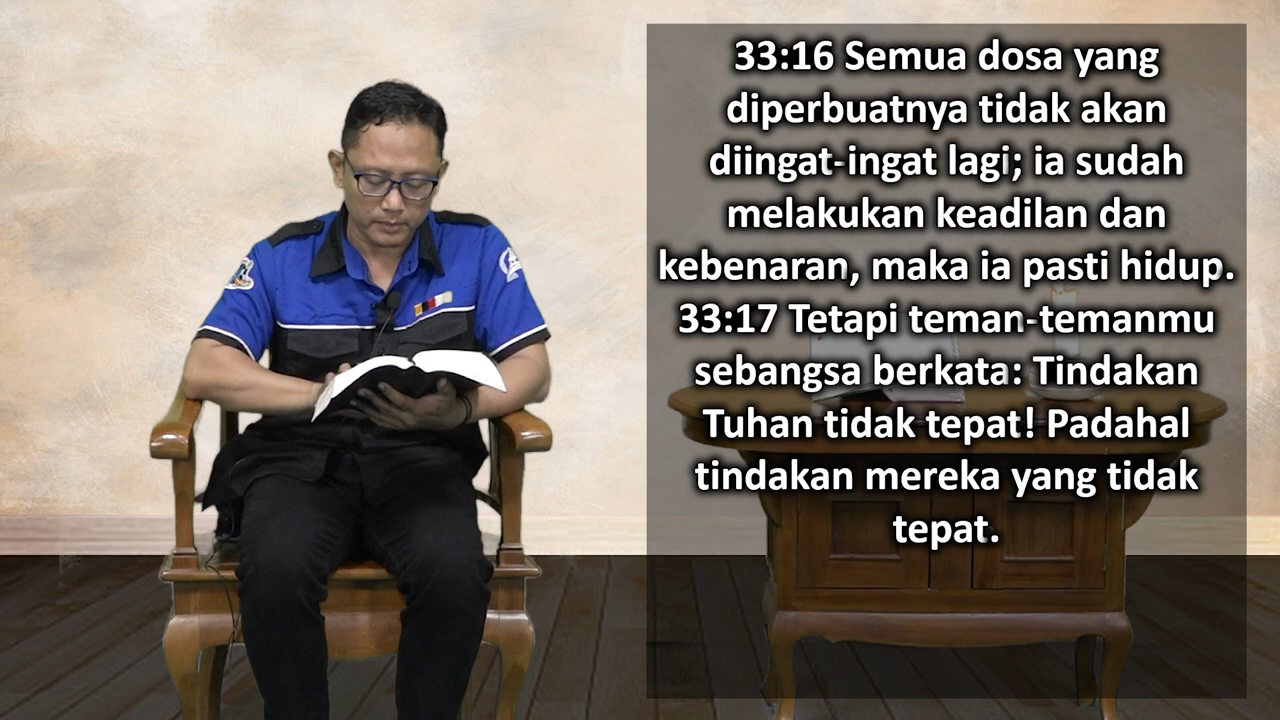 33:16 Semua dosa yang
diperbuatnya tidak akan
diingat-ingat lagi; ia sudah
melakukan keadilan dan
kebenaran, maka ia pasti hidup.
33:17 Tetapi teman-temanmu
sebangsa berkata: Tindakan
Tuhan tidak tepat! Padahal
tindakan mereka yang tidak
tepat.